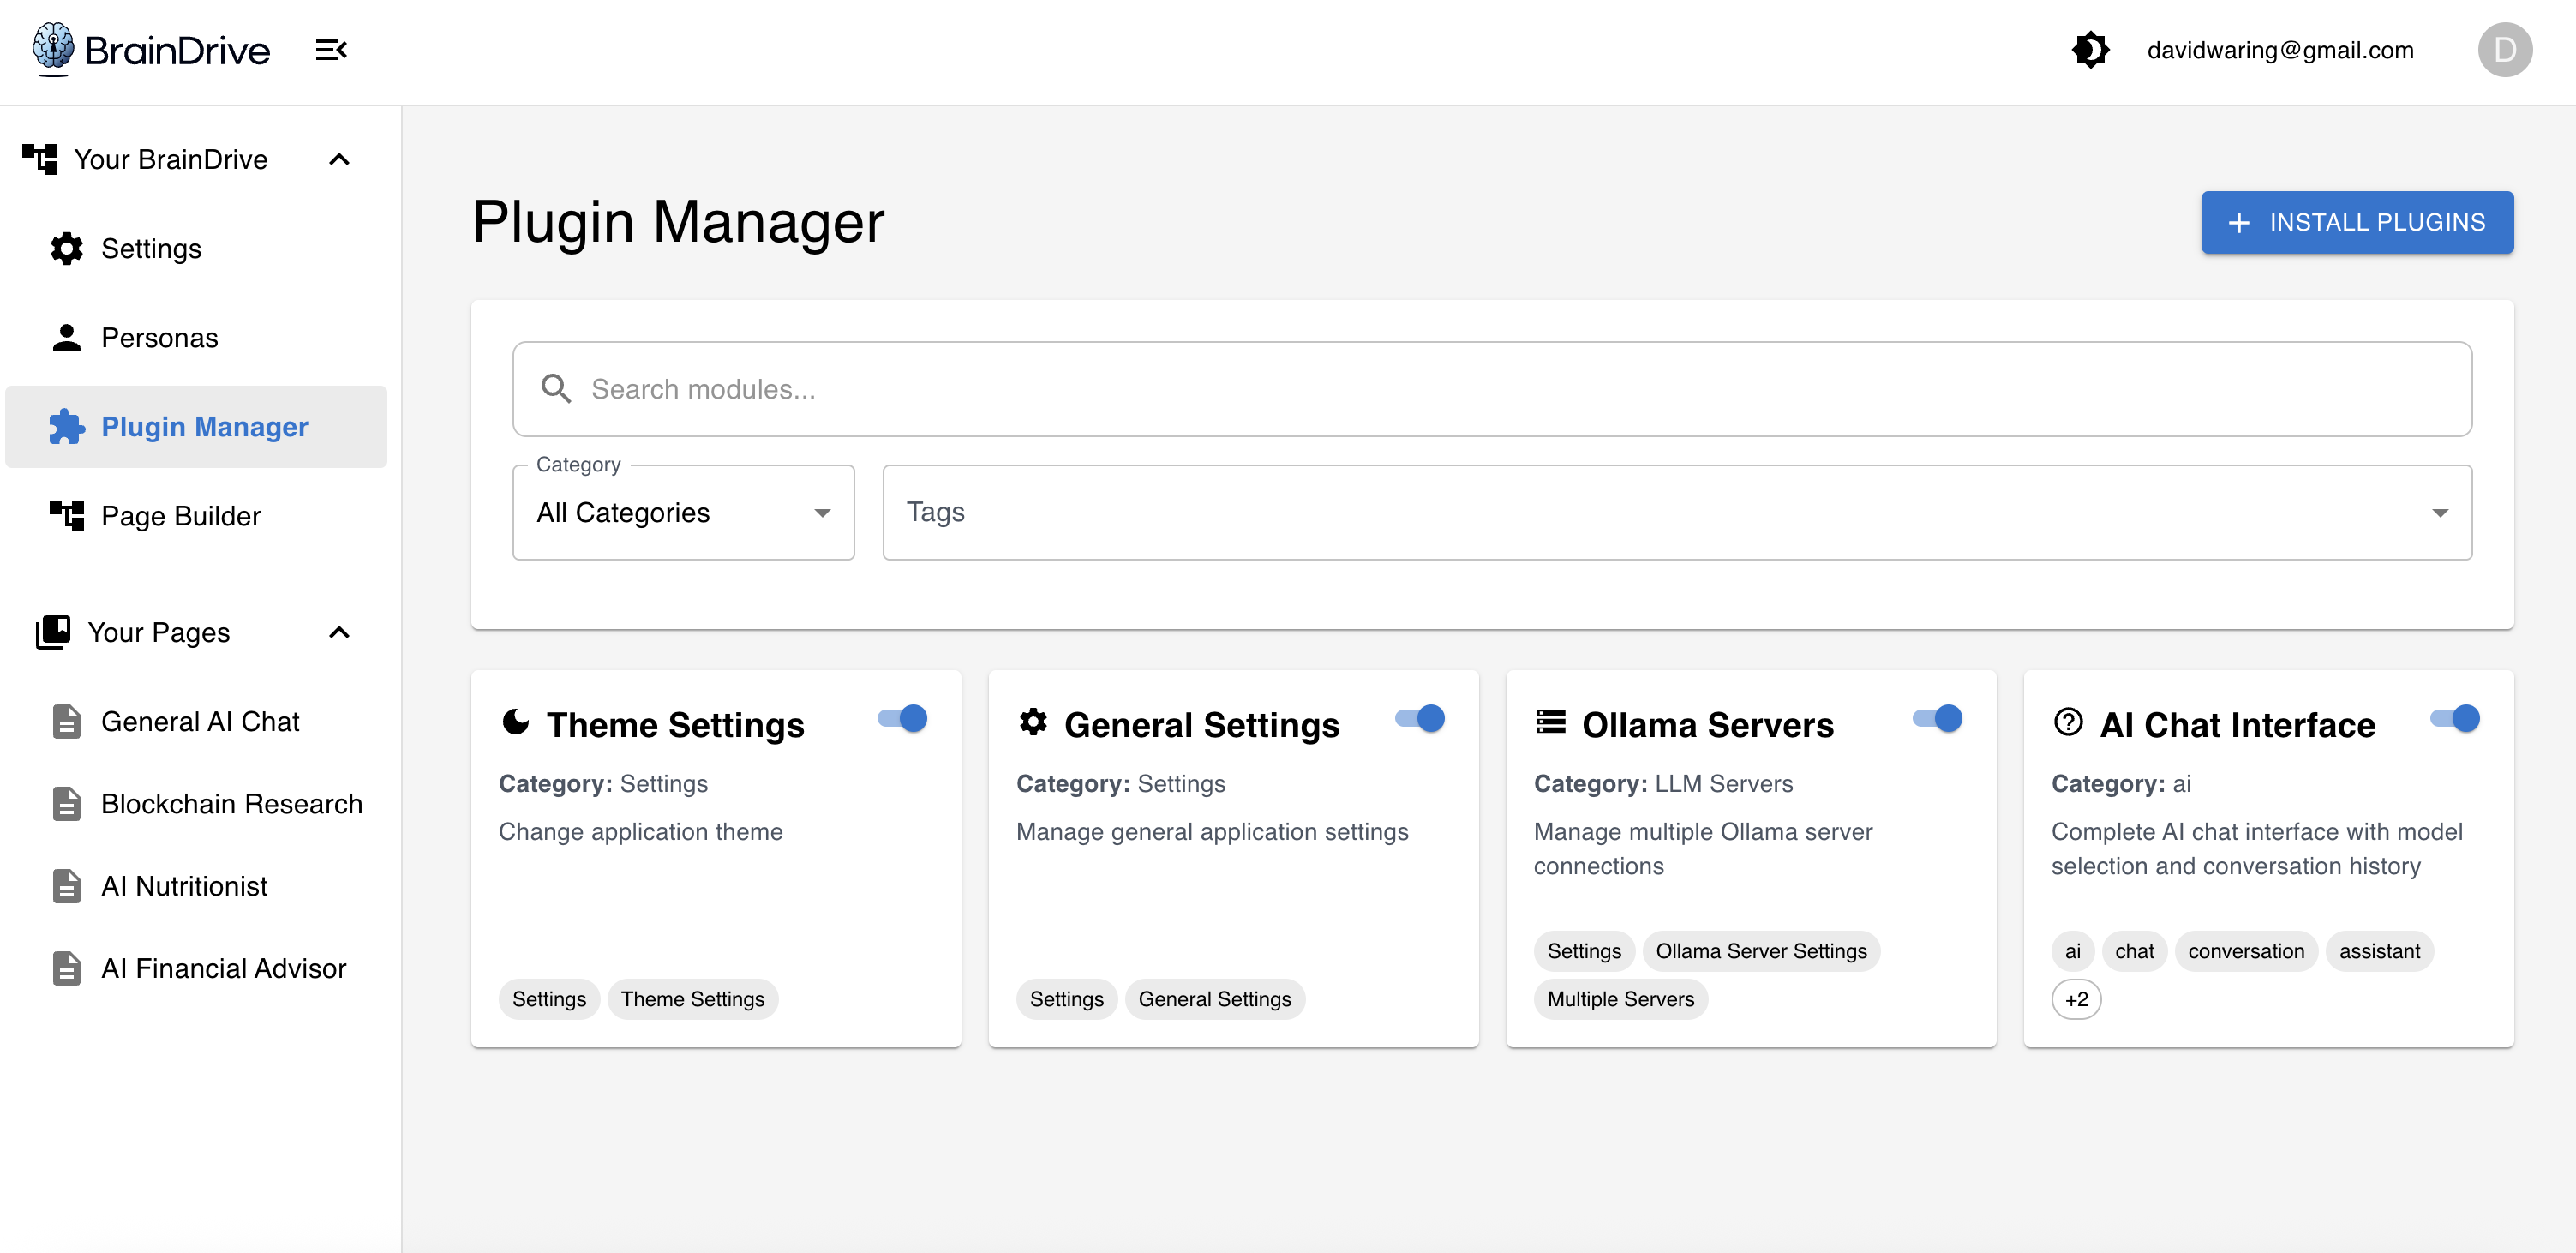 BrainDrive
davidwaring@gmail.com
D
Your BrainDrive
Settings
Personas
Plugin Manager
Page Builder
Your Pages
General AI Chat
Blockchain Research
AI Nutritionist
AI Financial Advisor
Plugin Manager
INSTALL PLUGINS
Search modules...
Category
All Categories
Tags
Theme Settings
Category: Settings
Change application theme
Settings
Theme Settings
General Settings
Category: Settings
Manage general application settings
Settings
General Settings
Ollama Servers
Category: LLM Servers
Manage multiple Ollama server
connections
Settings
Ollama Server Settings
Multiple Servers
AI Chat Interface
Category: ai
Complete AI chat interface with model
selection and conversation history
ai
chat
conversation
assistant
+2